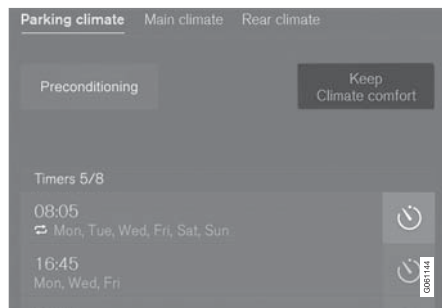 Parking climate Main climate Rear climate
Preconditioning
Keep
Climate comfort
Timers 5/8
08:05
Mon, Tue, Wed, Fri, Sat, Sun
16:45
Mon, Wed, Fri
G061144